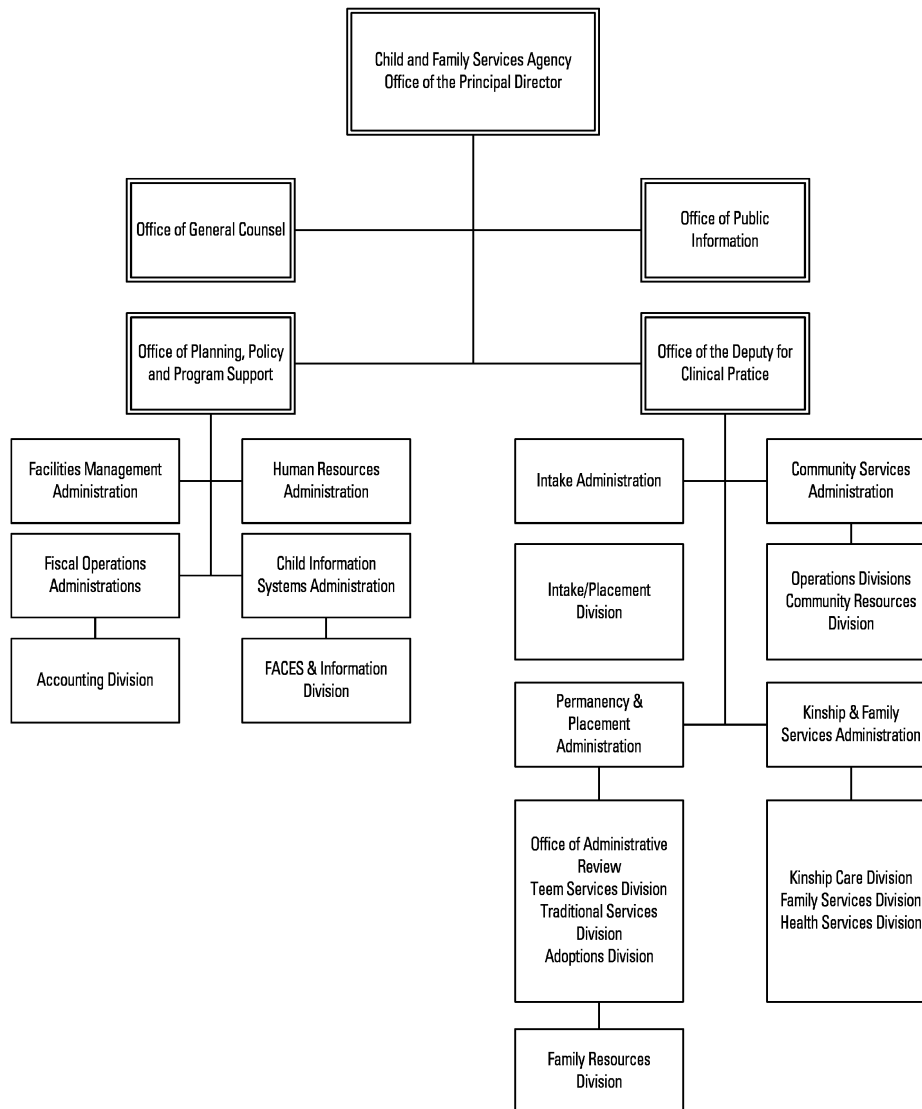 Child and Family Services Agency
Office of the Principal Director
Office of General Counsel
Office of Public
Information
Office of Planning, Policy
and Program Support
Office of the Deputy for
Clinical Pratice
Facilities Management
Administration
Human Resources
Administration
Intake Administration
Community Services
Administration
Fiscal Operations
Administrations
Child Information
Systems Administration
Intake/Placement
Division
Operations Divisions
Community Resources
Division
Accounting Division
FACES & Information
Division
Permanency &
Placement
Administration
Kinship & Family
Services Administration
Office of Administrative
Review
Teem Services Division
Traditional Services
Division
Adoptions Division
Kinship Care Division
Family Services Division
Health Services Division
Family Resources
Division